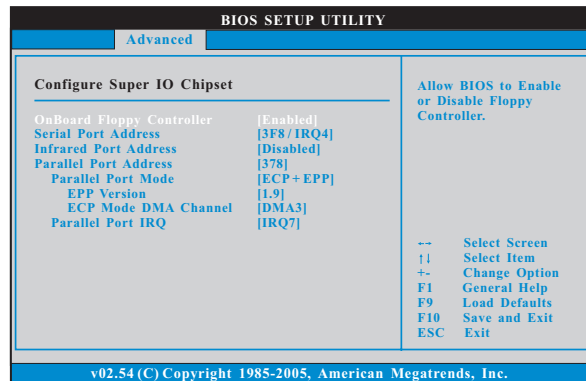 BIOS SETUP UTILITY
Advanced
Configure Super IO Chipset
OnBoard Floppy Controller [Enabled]
Serial Port Address [3F8 / IRQ4]
Infrared Port Address [Disabled]
Parallel Port Address [378]
Parallel Port Mode [ECP + EPP]
EPP Version [1.9]
ECP Mode DMA Channel [DMA3]
Parallel Port IRQ [IRQ7]
Allow BIOS to Enable
or Disable Floppy
Controller.
←→ Select Screen
↑↓ Select Item
+- Change Option
F1 General Help
F9 Load Defaults
F10 Save and Exit
ESC Exit
v02.54 (C) Copyright 1985-2005, American Megatrends, Inc.